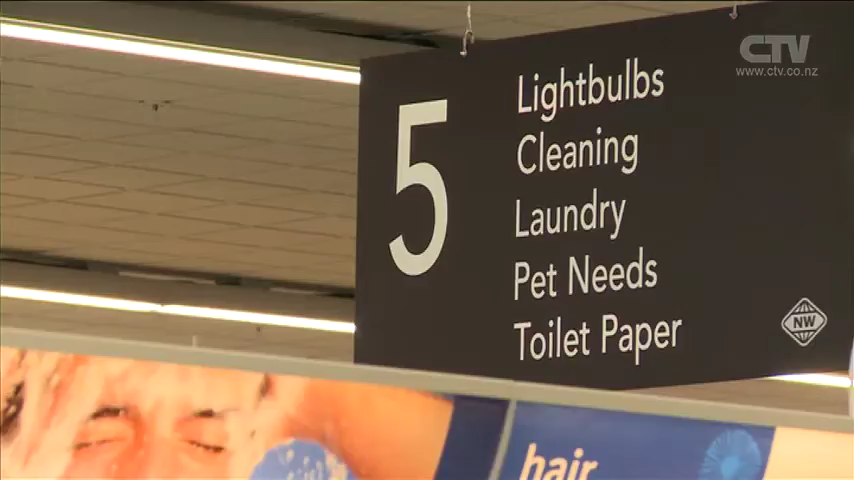 CTV
www.ctv.co.nz
5
Lightbulbs
Cleaning
Laundry
Pet Needs
Toilet Paper
NW
hair